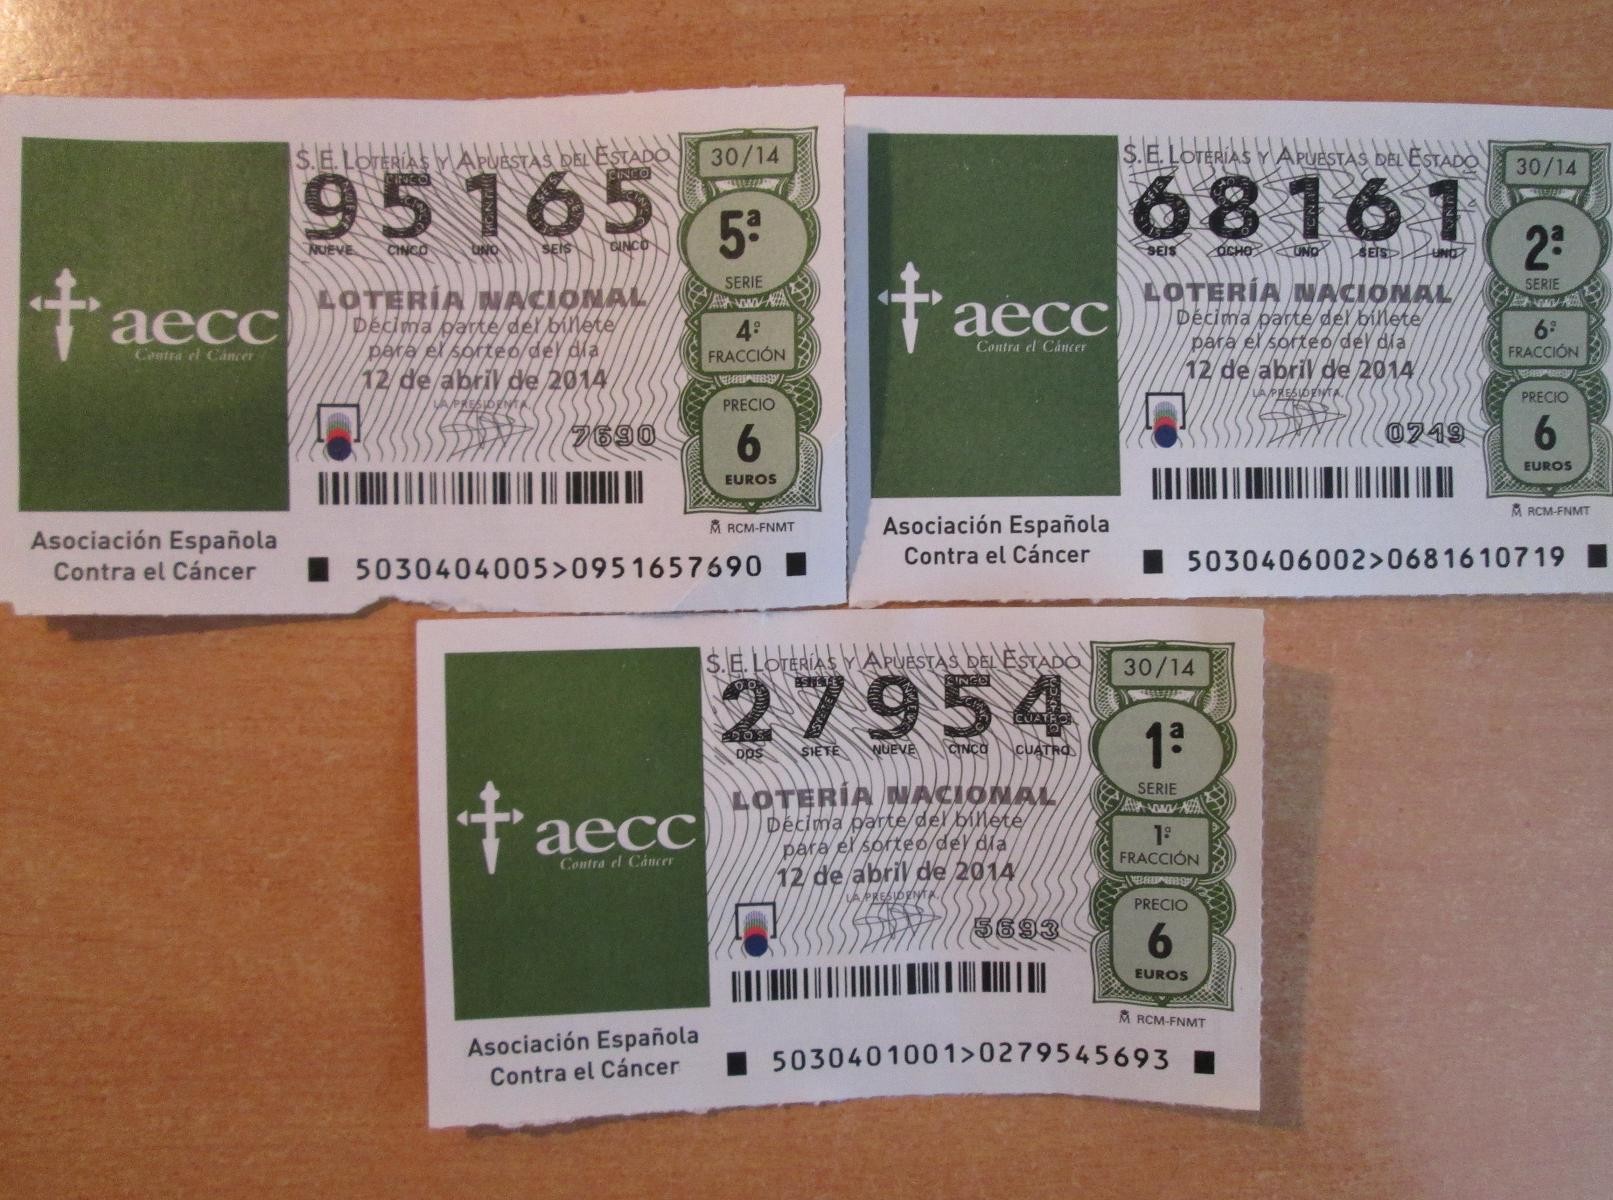 S.E. LOTERÍAS Y APUESTAS DEL ESTADO
95165
NUEVE CINCO UNO SEIS CINCO
LOTERÍA NACIONAL
Décima parte del billete
para el sorteo del día
12 de abril de 2014
LA PRESIDENTA,
7690
30/14
5ª
SERIE
4ª
FRACCIÓN
PRECIO
6
EUROS
RCM-FNMT
aecc
Contra el Cáncer
Asociación Española
Contra el Cáncer
5030404005>0951657690
S.E. LOTERÍAS Y APUESTAS DEL ESTADO
68161
SEIS OCHO UNO SEIS UNO
LOTERÍA NACIONAL
Décima parte del billete
para el sorteo del día
12 de abril de 2014
LA PRESIDENTA,
0719
30/14
2ª
SERIE
6ª
FRACCIÓN
PRECIO
6
EUROS
RCM-FNMT
aecc
Contra el Cáncer
Asociación Española
Contra el Cáncer
5030406002>0681610719
S.E. LOTERÍAS Y APUESTAS DEL ESTADO
27954
DOS SIETE NUEVE CINCO CUATRO
LOTERÍA NACIONAL
Décima parte del billete
para el sorteo del día
12 de abril de 2014
LA PRESIDENTA,
5693
30/14
1ª
SERIE
1ª
FRACCIÓN
PRECIO
6
EUROS
RCM-FNMT
aecc
Contra el Cáncer
Asociación Española
Contra el Cáncer
5030401001>0279545693